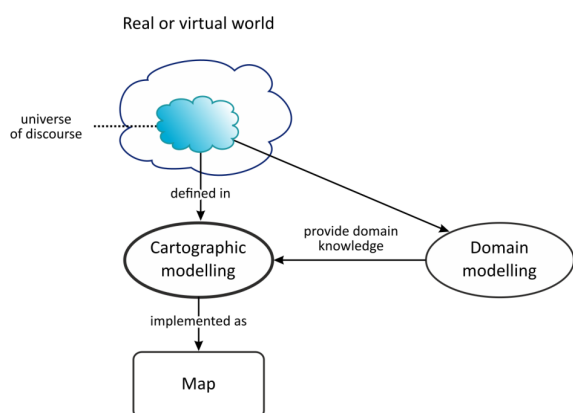 Real or virtual world
universe
of discourse
defined in
provide domain
knowledge
Cartographic
modelling
Domain
modelling
implemented as
Map